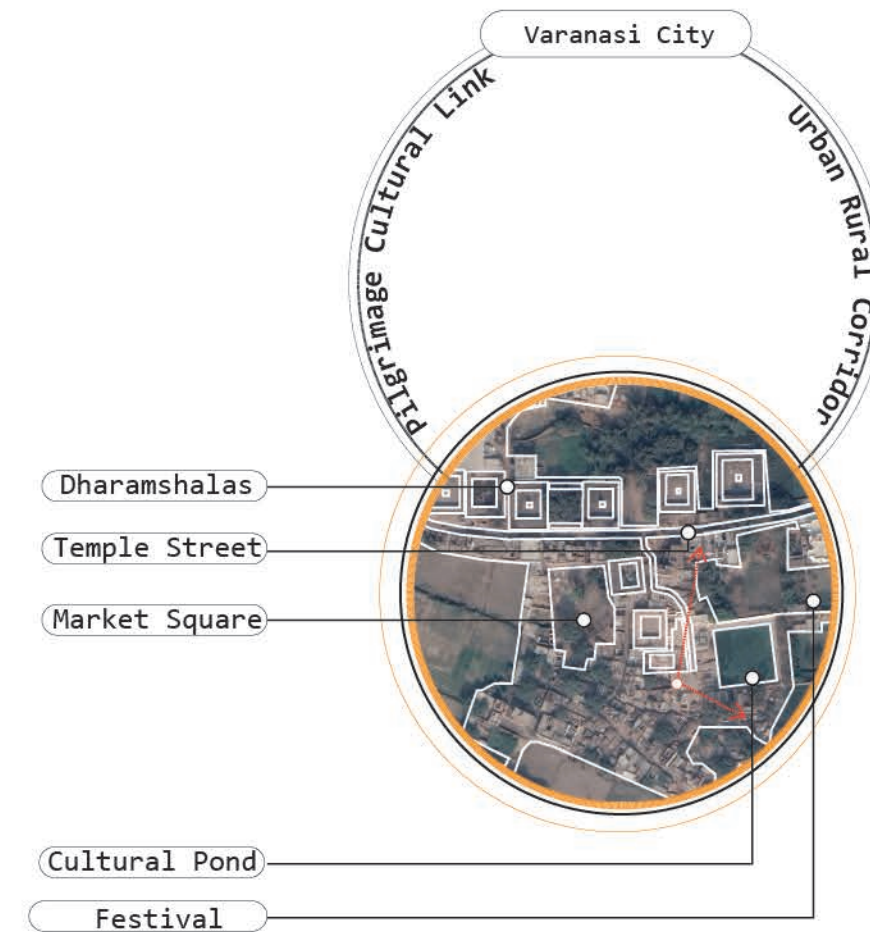 Varanasi City
pilgrimage Cultural Link
Urban Rural Corridor
Dharamshalas
Temple Street
Market Square
Cultural Pond
Festival